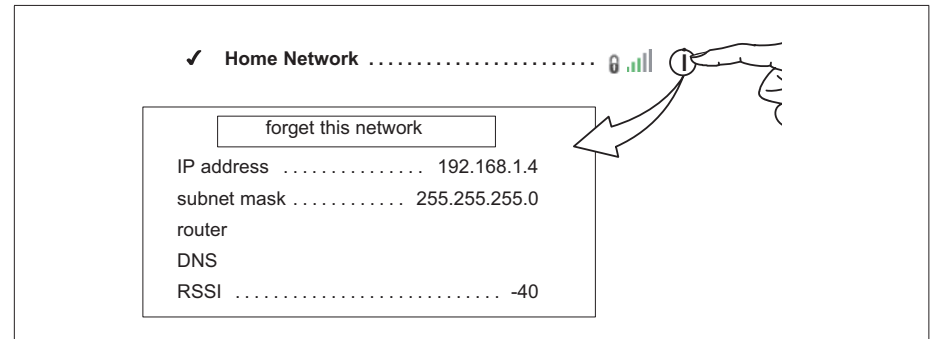 ✓ Home Network ........................ i
forget this network
IP address ............... 192.168.1.4
subnet mask ............ 255.255.255.0
router
DNS
RSSI ............................ -40